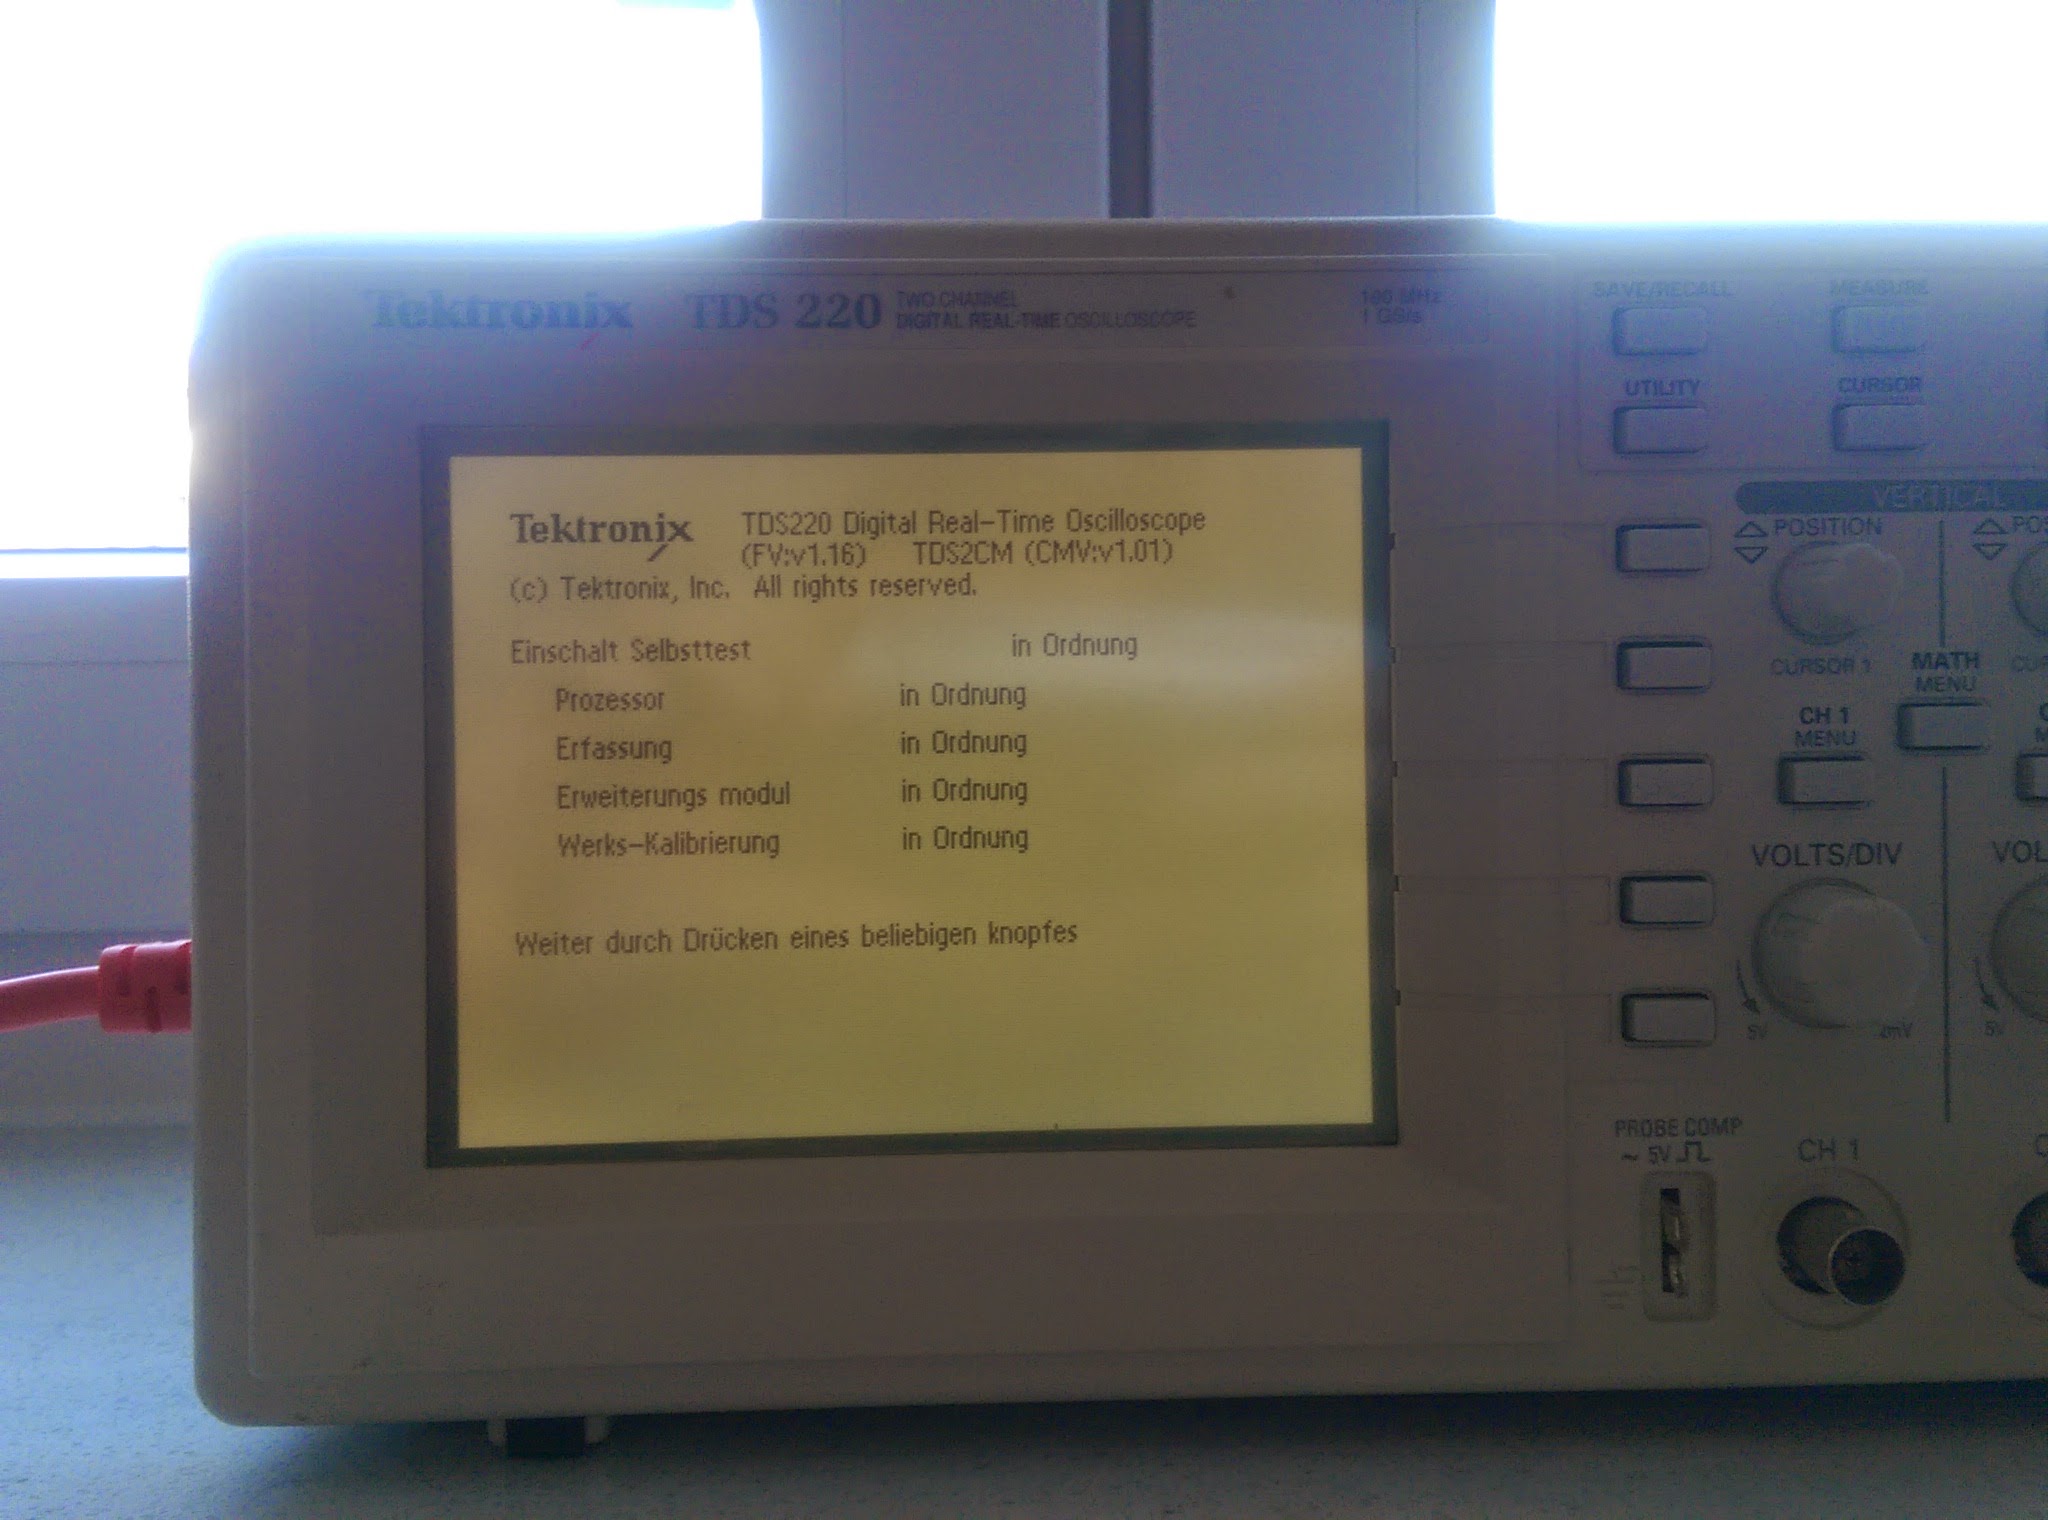 Tektronix TDS 220 TWO CHANNEL
DIGITAL REAL-TIME OSCILLOSCOPE
100 MHz
1 GS/s
SAVE/RECALL MEASURE
UTILITY CURSOR
Tektronix TDS220 Digital Real-Time Oscilloscope
(FV:v1.16) TDS2CM (CMV:v1.01)
(c) Tektronix, Inc. All rights reserved.
Einschalt Selbsttest in Ordnung
Prozessor in Ordnung
Erfassung in Ordnung
Erweiterungs modul in Ordnung
Werks-Kalibrierung in Ordnung
Weiter durch Drücken eines beliebigen knopfes
VERTICAL
POSITION POS
CURSOR 1 CUR
MATH
MENU
CH 1
MENU
VOLTS/DIV VOL
5V 2mV 5V
PROBE COMP
~ 5V
CH 1